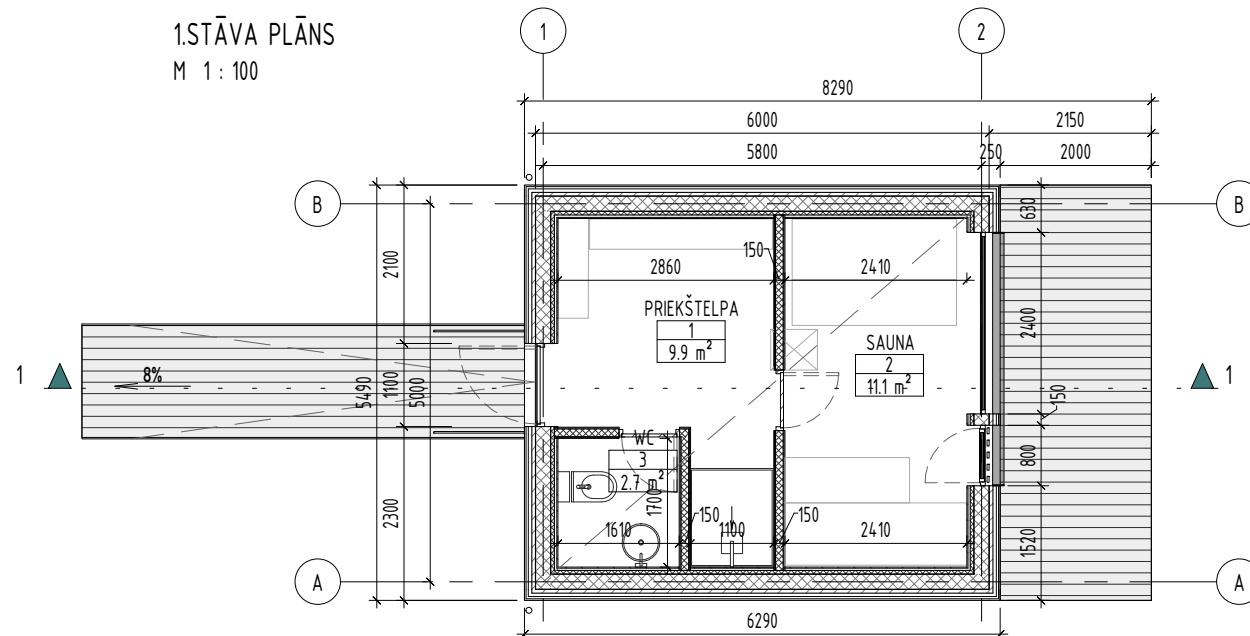 1.STĀVA PLĀNS
M 1 : 100
1
2
8290
6000
2150
5800
250
2000
B
B
630
150
2860
2410
2100
PRIEKŠTELPA
1
9.9 m²
SAUNA
2
11.1 m²
2400
1
8%
5490
1100
5000
1
150
WC
3
2.7 m²
1700
800
2300
1610
150
1100
150
2410
1520
A
A
6290